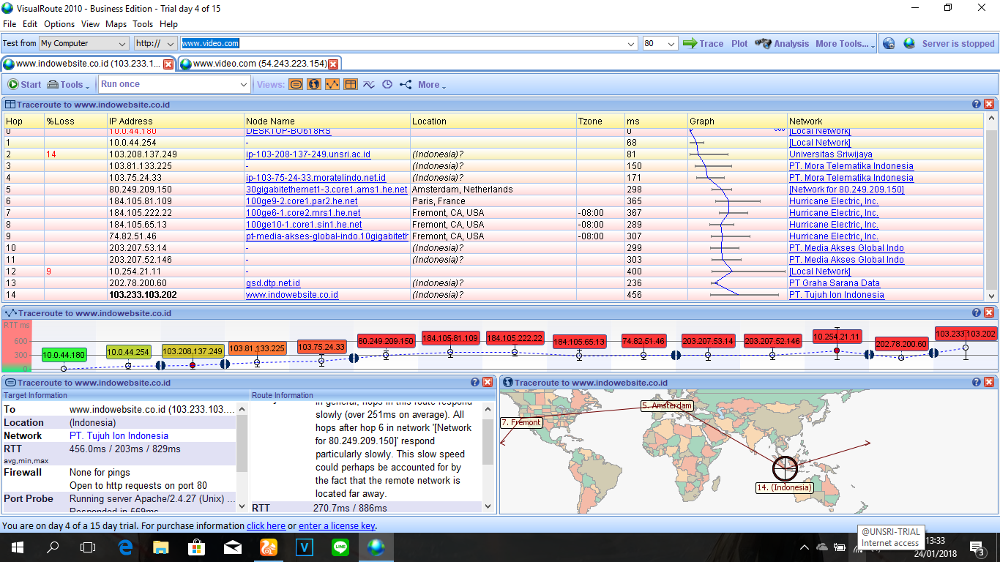 VisualRoute 2010 - Business Edition - Trial day 4 of 15
File Edit Options View Maps Tools Help
Test from My Computer http:// www.video.com 80 Trace Plot Analysis More Tools... Server is stopped
www.indowebsite.co.id (103.233.1... www.video.com (54.243.223.154)
Start Tools Run once Views: More
Traceroute to www.indowebsite.co.id
Hop %Loss IP Address Node Name Location Tzone ms Graph Network
0 10.0.44.180 DESKTOP-BO618RS 0 [Local Network]
1 10.0.44.254 - 68 [Local Network]
2 14 103.208.137.249 ip-103-208-137-249.unsri.ac.id (Indonesia)? 81 Universitas Sriwijaya
3 103.81.133.225 - (Indonesia)? 150 PT. Mora Telematika Indonesia
4 103.75.24.33 ip-103-75-24-33.moratelindo.net.id (Indonesia)? 171 PT. Mora Telematika Indonesia
5 80.249.209.150 30gigabitethernet1-3.core1.ams1.he.net Amsterdam, Netherlands 298 [Network for 80.249.209.150]
6 184.105.81.109 100ge9-2.core1.par2.he.net Paris, France 365 Hurricane Electric, Inc.
7 184.105.222.22 100ge6-1.core2.mrs1.he.net Fremont, CA, USA -08:00 367 Hurricane Electric, Inc.
8 184.105.65.13 100ge10-1.core1.sin1.he.net Fremont, CA, USA -08:00 289 Hurricane Electric, Inc.
9 74.82.51.46 pt-media-akses-global-indo.10gigabiteth Fremont, CA, USA -08:00 307 Hurricane Electric, Inc.
10 203.207.53.14 - (Indonesia)? 299 PT. Media Akses Global Indo
11 203.207.52.146 - (Indonesia)? 303 PT. Media Akses Global Indo
12 9 10.254.21.11 - 400 [Local Network]
13 202.78.200.60 gsd.dtp.net.id (Indonesia)? 236 PT Graha Sarana Data
14 103.233.103.202 www.indowebsite.co.id (Indonesia)? 456 PT. Tujuh Ion Indonesia
Traceroute to www.indowebsite.co.id
RTT ms
600
300
0
10.0.44.180 10.0.44.254 103.208.137.249 103.81.133.225 103.75.24.33 80.249.209.150 184.105.81.109 184.105.222.22 184.105.65.13 74.82.51.46 203.207.53.14 203.207.52.146 10.254.21.11 202.78.200.60 103.233.103.202
Traceroute to www.indowebsite.co.id
Target Information
To www.indowebsite.co.id (103.233.103....
Location (Indonesia)
Network PT. Tujuh Ion Indonesia
RTT 456.0ms / 203ms / 829ms
avg,min,max
Firewall None for pings
Open to http requests on port 80
Port Probe Running server Apache/2.4.27 (Unix) ...
Responded in 569ms
Route Information
in general, hops in this route respond
slowly (over 251ms on average). All
hops after hop 6 in network '[Network
for 80.249.209.150]' respond
particularly slowly. This slow speed
could perhaps be accounted for by
the fact that the remote network is
located far away.
RTT 270.7ms / 886ms
Traceroute to www.indowebsite.co.id
5. Amsterdam
7. Fremont
14. (Indonesia)
You are on day 4 of a 15 day trial. For purchase information click here or enter a license key.
@UNSRI-TRIAL
Internet access
13:33
24/01/2018
V
LINE
3